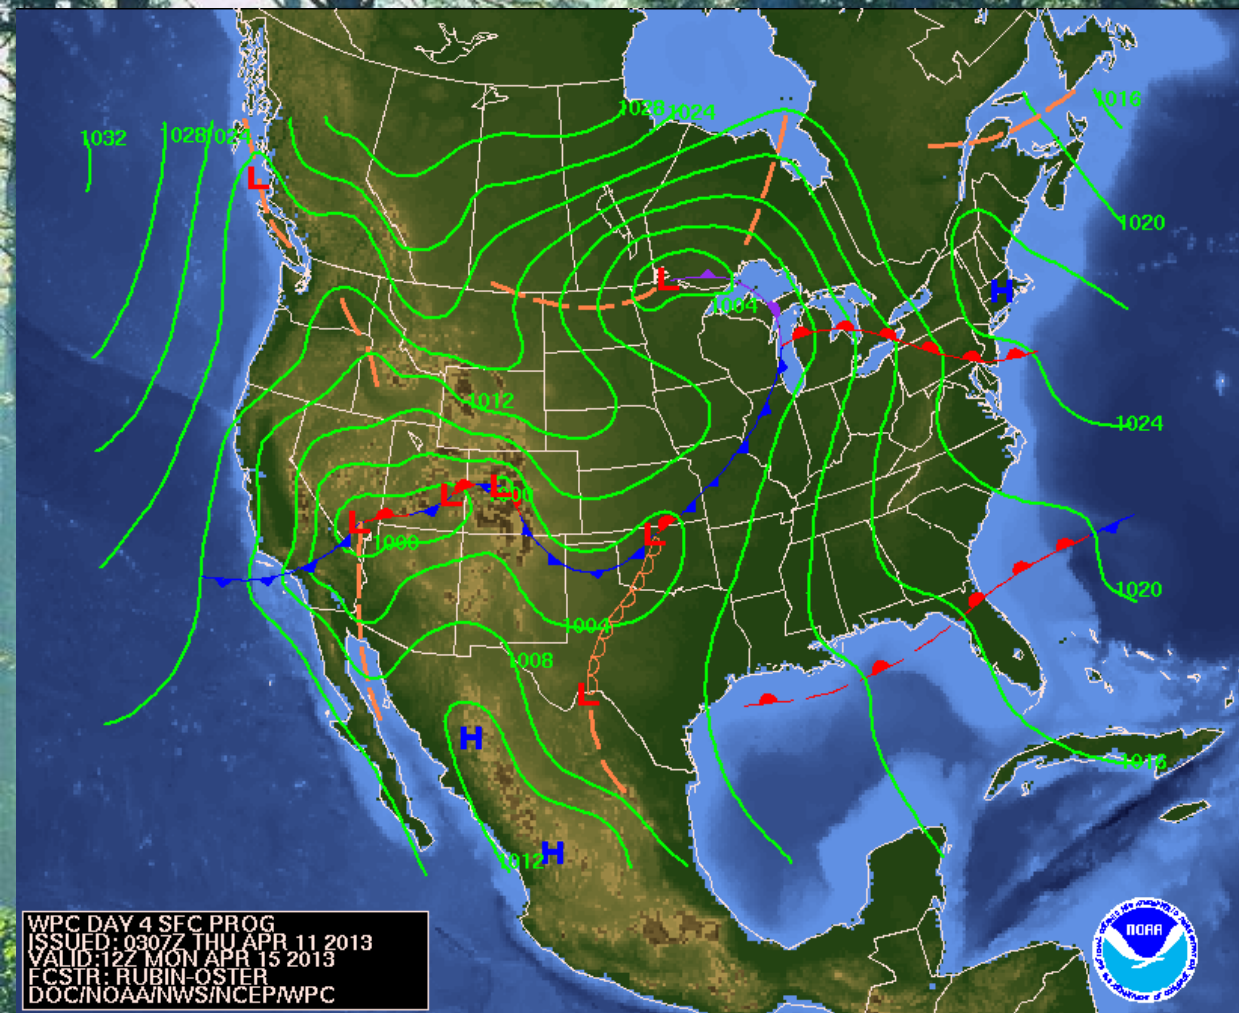 1032
1028
1024
1028
1024
1016
L
1020
L
H
1004
1012
1024
L
L
L
L
1000
1020
1004
1008
L
H
1016
1012
H
WPC DAY 4 SFC PROG
ISSUED: 0307Z THU APR 11 2013
VALID:12Z MON APR 15 2013
FCSTR: RUBIN-OSTER
DOC/NOAA/NWS/NCEP/WPC
NOAA